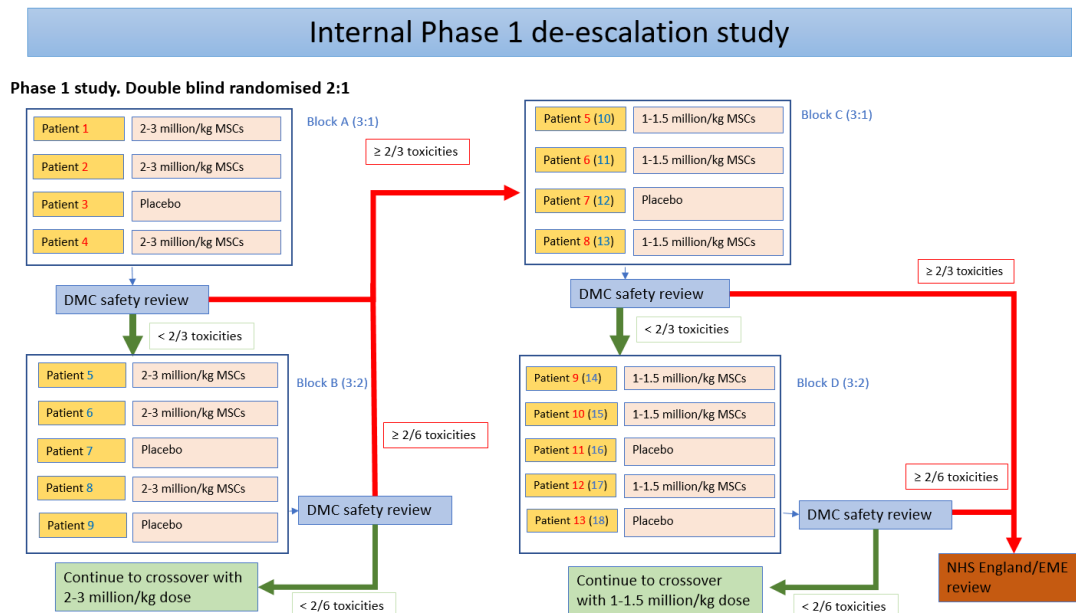 Internal Phase 1 de-escalation study
Phase 1 study. Double blind randomised 2:1
Block A (3:1)
Patient 1
2-3 million/kg MSCs
Patient 2
2-3 million/kg MSCs
Patient 3
Placebo
Patient 4
2-3 million/kg MSCs
DMC safety review
≥ 2/3 toxicities
< 2/3 toxicities
Block B (3:2)
Patient 5
2-3 million/kg MSCs
Patient 6
2-3 million/kg MSCs
Patient 7
Placebo
Patient 8
2-3 million/kg MSCs
Patient 9
Placebo
DMC safety review
≥ 2/6 toxicities
Continue to crossover with
2-3 million/kg dose
< 2/6 toxicities
Block C (3:1)
Patient 5 (10)
1-1.5 million/kg MSCs
Patient 6 (11)
1-1.5 million/kg MSCs
Patient 7 (12)
Placebo
Patient 8 (13)
1-1.5 million/kg MSCs
DMC safety review
≥ 2/3 toxicities
< 2/3 toxicities
Block D (3:2)
Patient 9 (14)
1-1.5 million/kg MSCs
Patient 10 (15)
1-1.5 million/kg MSCs
Patient 11 (16)
Placebo
Patient 12 (17)
1-1.5 million/kg MSCs
Patient 13 (18)
Placebo
DMC safety review
≥ 2/6 toxicities
NHS England/EME
review
Continue to crossover
with 1-1.5 million/kg dose
< 2/6 toxicities